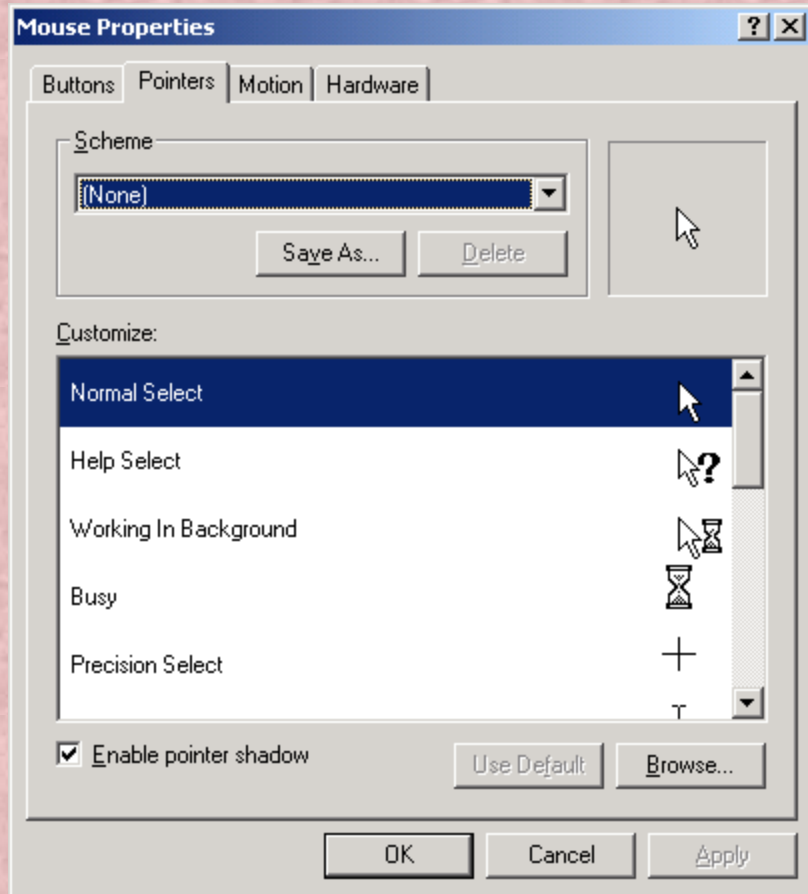 Mouse Properties
Buttons Pointers Motion Hardware
Scheme
(None)
Save As... Delete
Customize:
Normal Select
Help Select
Working In Background
Busy
Precision Select
Enable pointer shadow
Use Default Browse...
OK Cancel Apply